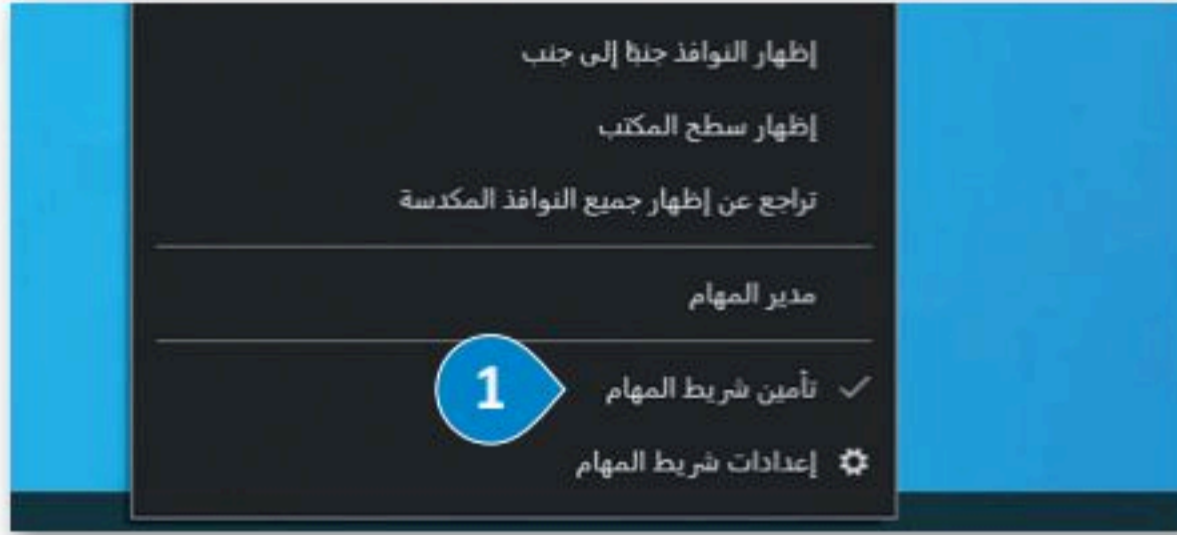 إظهار النوافذ جنبًا إلى جنب
إظهار سطح المكتب
تراجع عن إظهار جميع النوافذ المكدسة
مدير المهام
تأمين شريط المهام
1
إعدادات شريط المهام